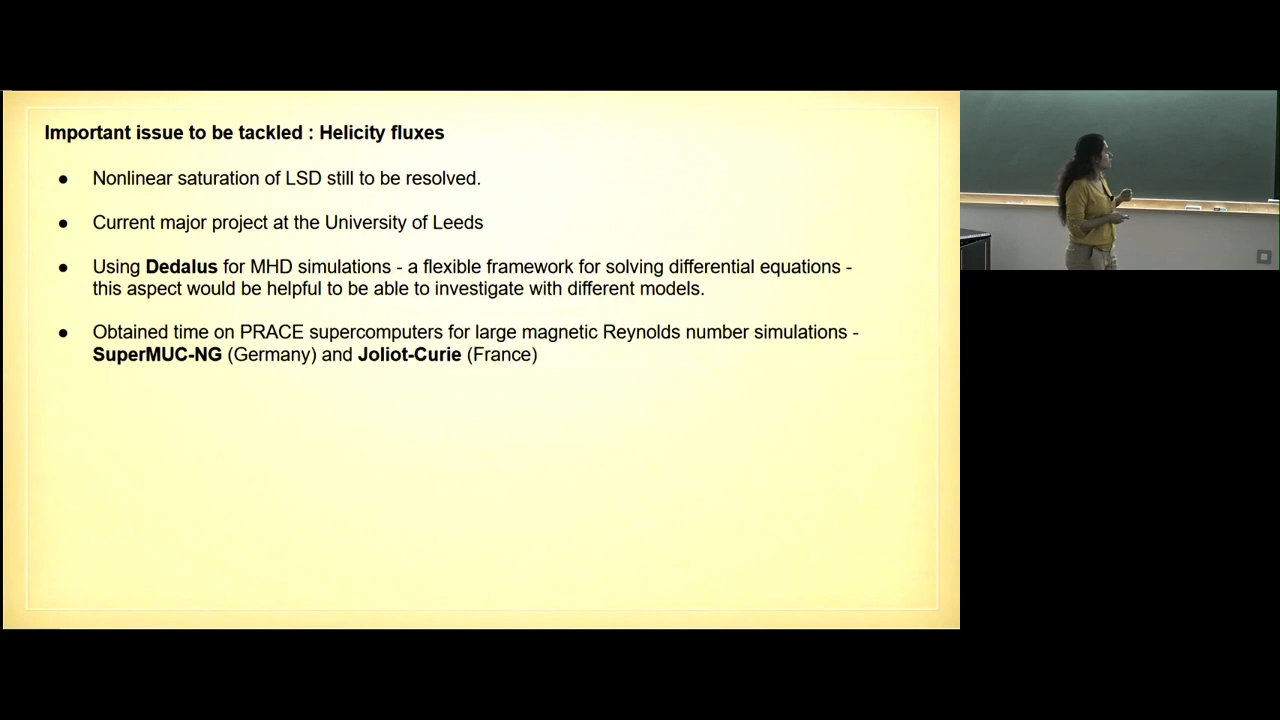 Important issue to be tackled : Helicity fluxes
● Nonlinear saturation of LSD still to be resolved.
● Current major project at the University of Leeds
● Using Dedalus for MHD simulations - a flexible framework for solving differential equations -
this aspect would be helpful to be able to investigate with different models.
● Obtained time on PRACE supercomputers for large magnetic Reynolds number simulations -
SuperMUC-NG (Germany) and Joliot-Curie (France)